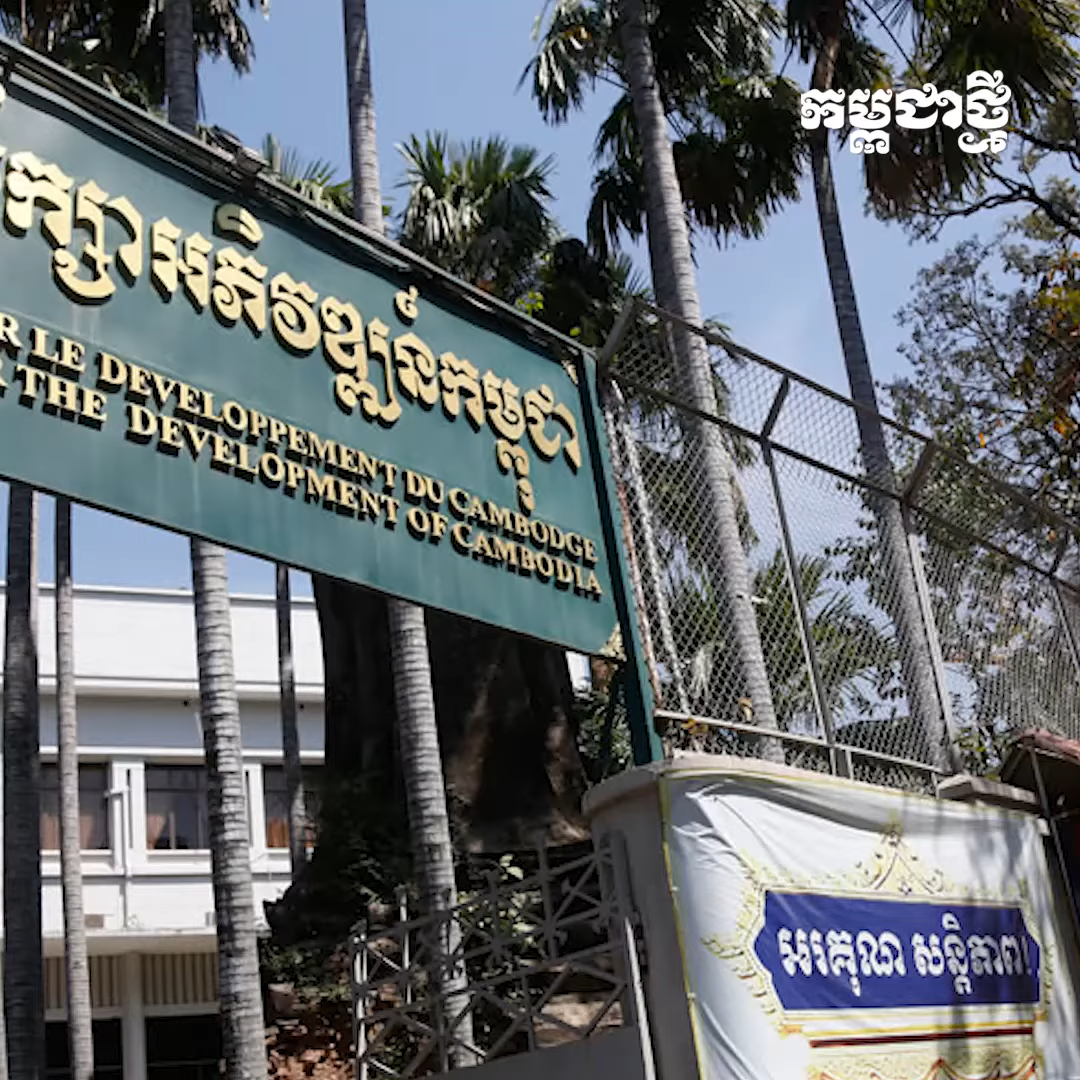 កម្ពុជាថ្មី
ក្សាអភិវឌ្ឍន៍កម្ពុជា
R LE DEVELOPPEMENT DU CAMBODGE
R THE DEVELOPMENT OF CAMBODIA
អរគុណ សន្តិភាព!